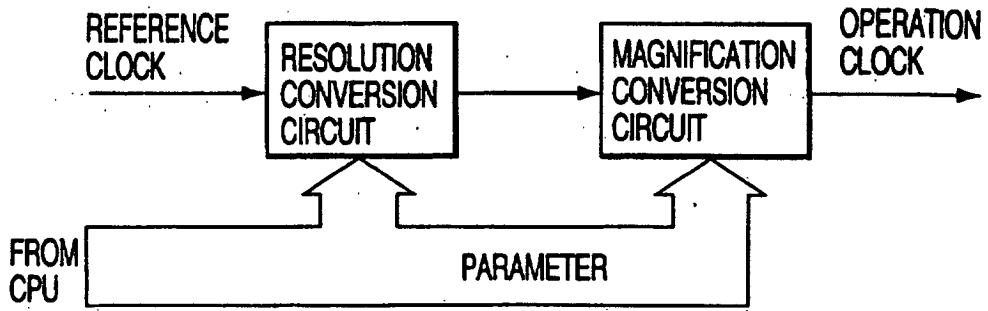 REFERENCE
CLOCK
RESOLUTION
CONVERSION
CIRCUIT
MAGNIFICATION
CONVERSION
CIRCUIT
OPERATION
CLOCK
FROM
CPU
PARAMETER